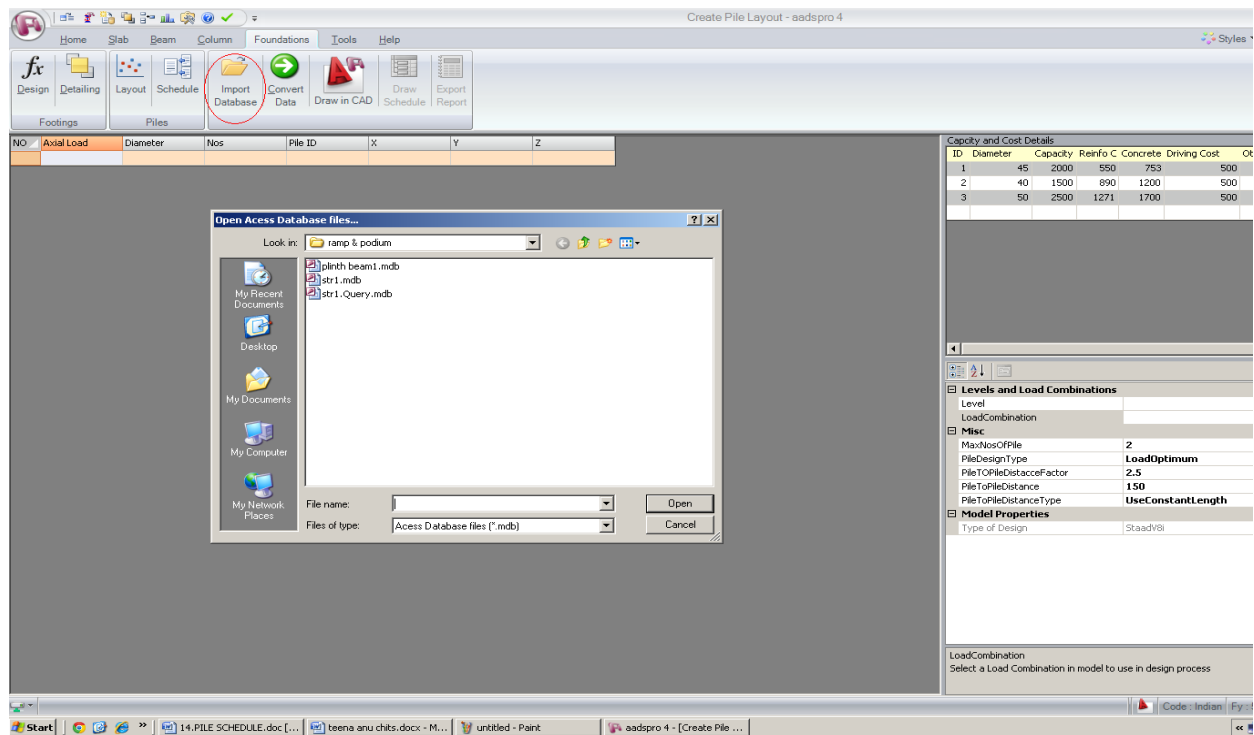 Create Pile Layout - aadspro 4
Home Slab Beam Column Foundations Tools Help
Styles
fx
Design Detailing Layout Schedule Import Database Convert Data Draw in CAD Draw Schedule Export Report
Footings Piles
NO Axial Load Diameter Nos Pile ID X Y Z
Capcity and Cost Details
ID Diameter Capacity Reinfo C Concrete Driving Cost Ot
1 45 2000 550 753 500
2 40 1500 890 1200 500
3 50 2500 1271 1700 500
Open Acess Database files...
Look in: ramp & podium
plinth beam1.mdb
str1.mdb
str1.Query.mdb
My Recent Documents
Desktop
My Documents
My Computer
My Network Places
File name: Open
Files of type: Acess Database files (*.mdb) Cancel
Levels and Load Combinations
Level
LoadCombination
Misc
MaxNosOfPile 2
PileDesignType LoadOptimum
PileTOPileDistacceFactor 2.5
PileToPileDistance 150
PileToPileDistanceType UseConstantLength
Model Properties
Type of Design StaadV8i
LoadCombination
Select a Load Combination in model to use in design process
Code : Indian Fy :
Start 14.PILE SCHEDULE.doc [... teena anu chits.docx - M... untitled - Paint aadspro 4 - [Create Pile ...